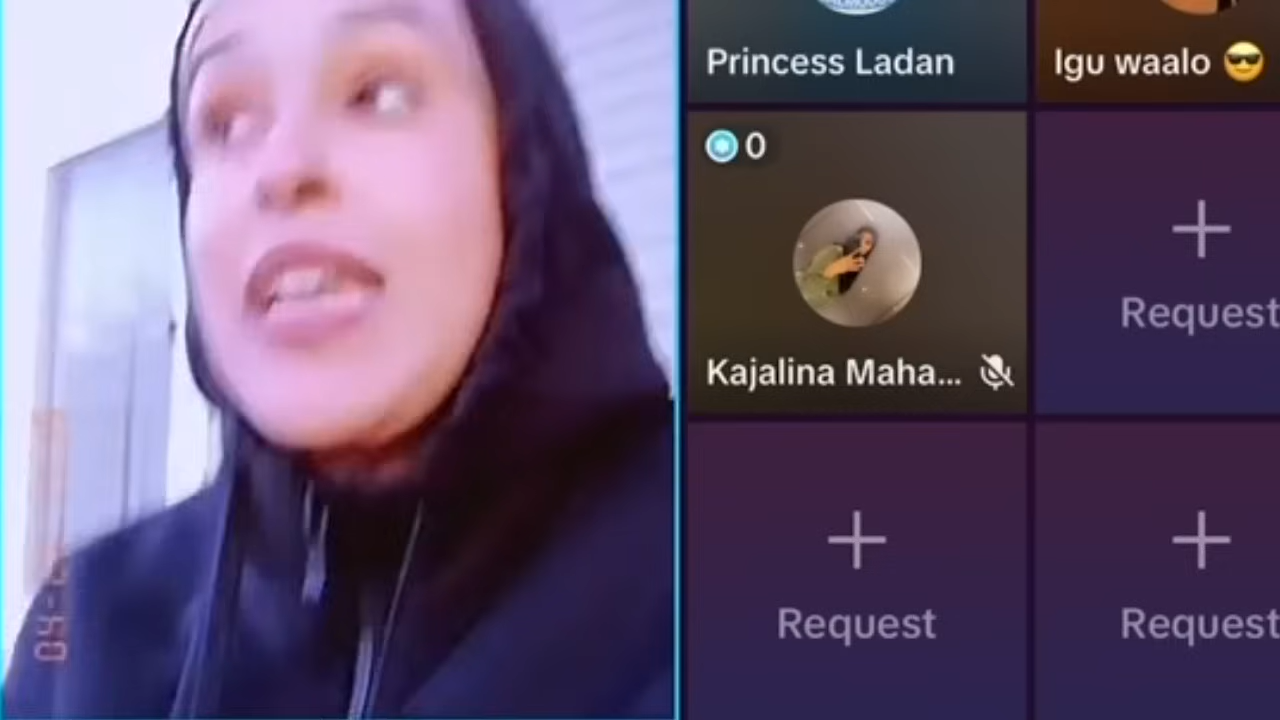 Princess Ladan
Igu waalo 😎
0
Kajalina Maha...
Request
Request
Request